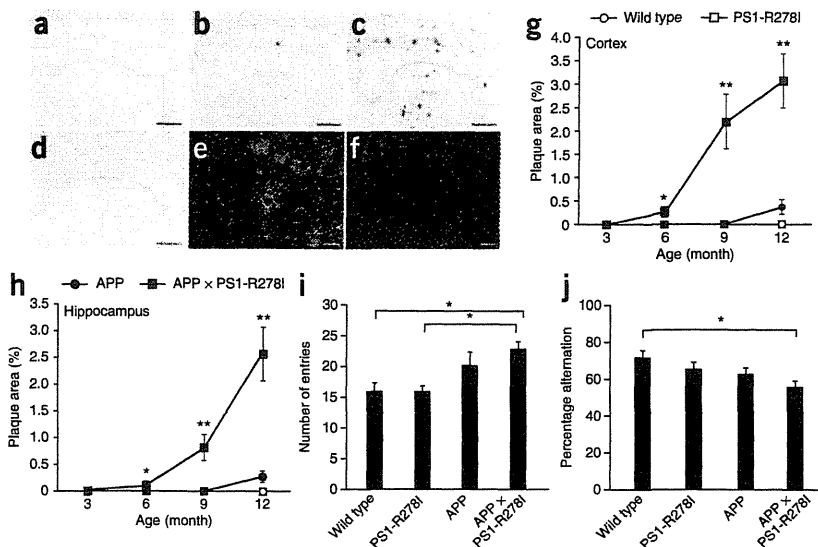 a
b
c
d
e
f
g
Wild type
PS1-R278I
Cortex
Plaque area (%)
4.0
3.5
3.0
2.5
2.0
1.5
1.0
0.5
0
**
**
*
3
6
9
12
Age (month)
h
APP
APP × PS1-R278I
Hippocampus
Plaque area (%)
3.5
3.0
2.5
2.0
1.5
1.0
0.5
0
**
**
*
3
6
9
12
Age (month)
i
Number of entries
30
25
20
15
10
5
0
*
*
Wild type
PS1-R278I
APP
APP ×
PS1-R278I
j
Percentage alternation
100
80
60
40
20
0
*
Wild type
PS1-R278I
APP
APP ×
PS1-R278I